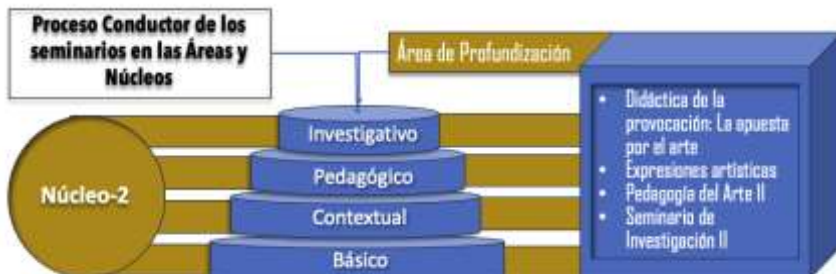 Proceso Conductor de los
seminarios en las Áreas y
Núcleos
Área de Profundización
Núcleo-2
Investigativo
Pedagógico
Contextual
Básico
• Didáctica de la
provocación: La apuesta
por el arte
• Expresiones artísticas
• Pedagogía del Arte II
• Seminario de
Investigación II